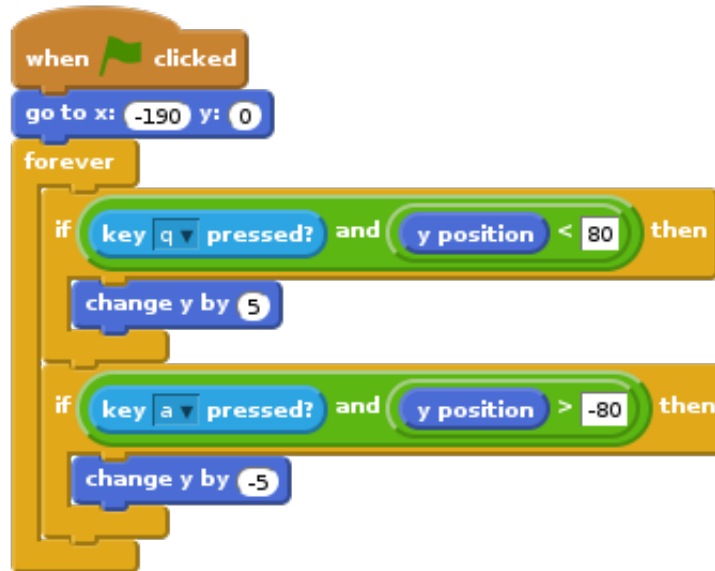 when clicked
go to x: -190 y: 0
forever
if key q pressed? and y position < 80 then
change y by 5
if key a pressed? and y position > -80 then
change y by -5